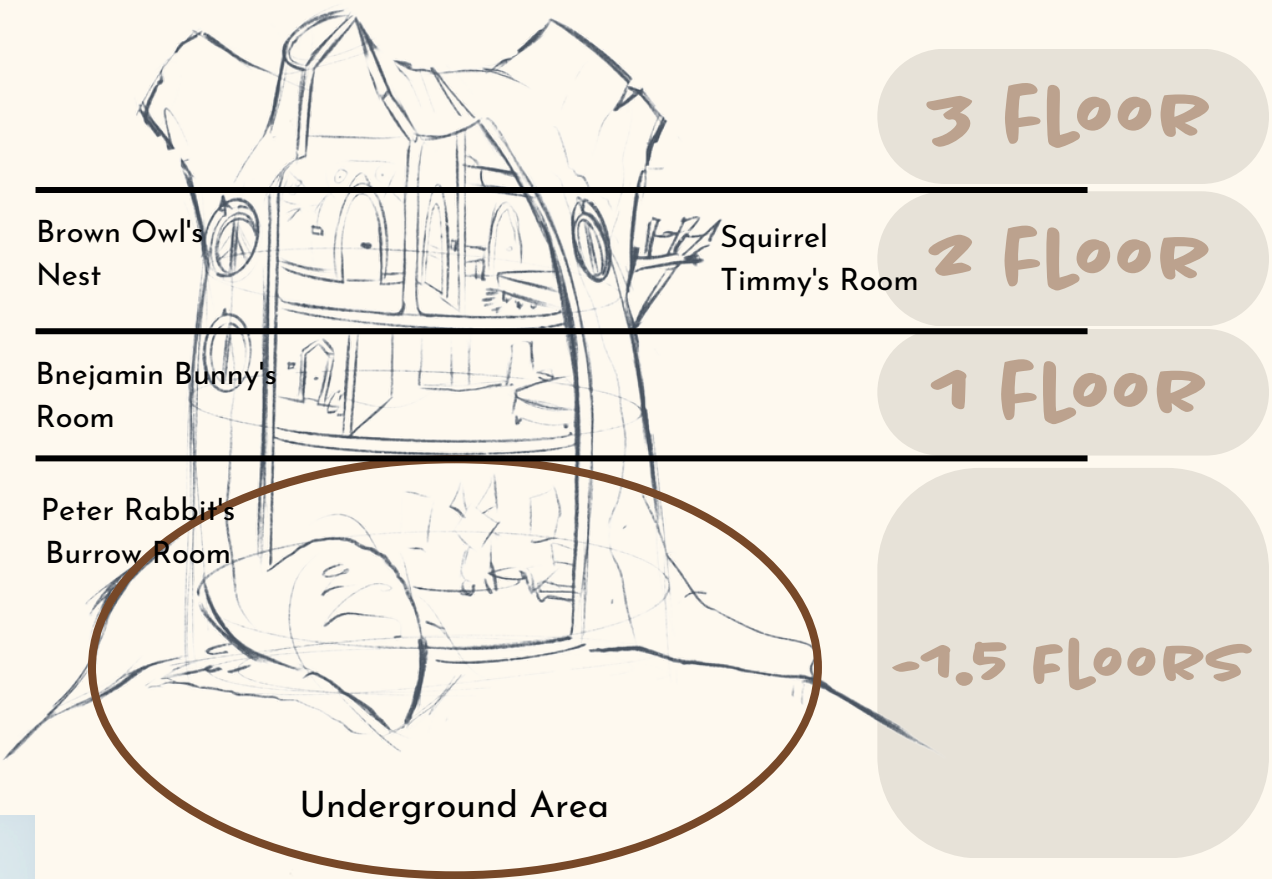 3 FLOOR
Brown Owl's
Nest
Squirrel
Timmy's Room
2 FLOOR
Bnejamin Bunny's
Room
1 FLOOR
Peter Rabbit's
Burrow Room
-1.5 FLOORS
Underground Area